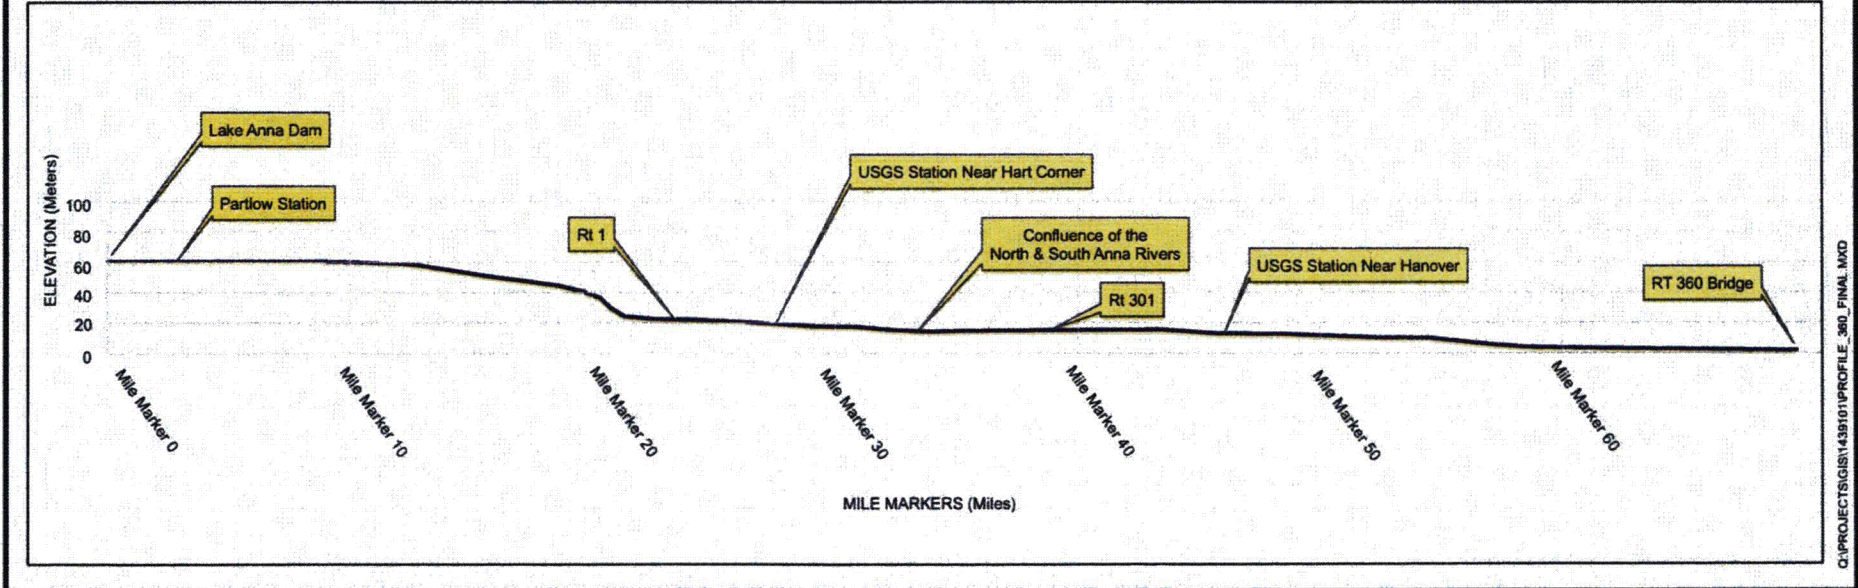 Lake Anna Dam
Partlow Station
USGS Station Near Hart Corner
Rt 1
Confluence of the
North & South Anna Rivers
Rt 301
USGS Station Near Hanover
RT 360 Bridge
ELEVATION (Meters)
100
80
60
40
20
0
Mile Marker 0
Mile Marker 10
Mile Marker 20
Mile Marker 30
Mile Marker 40
Mile Marker 50
Mile Marker 60
MILE MARKERS (Miles)
Q:\PROJECTS\GIS\1439101\PROFILE_360_FINAL.MXD